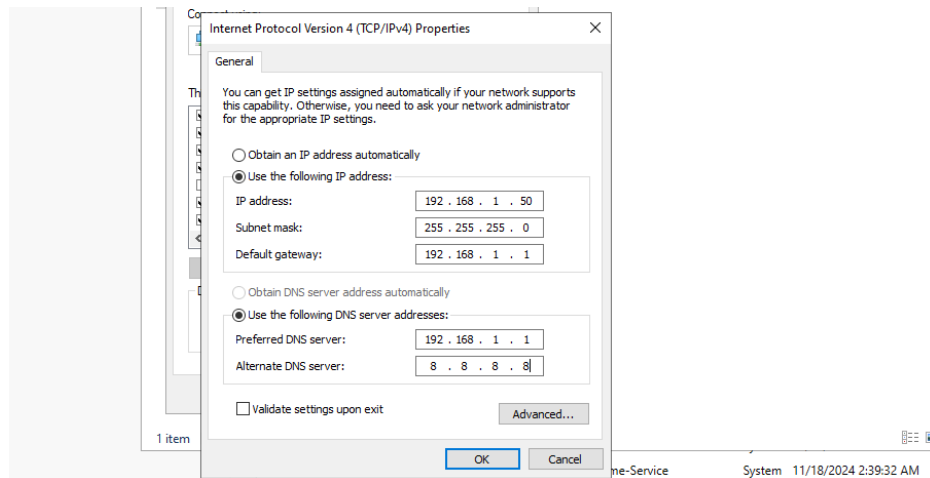 Internet Protocol Version 4 (TCP/IPv4) Properties
General
Th
You can get IP settings assigned automatically if your network supports
this capability. Otherwise, you need to ask your network administrator
for the appropriate IP settings.
Obtain an IP address automatically
Use the following IP address:
IP address: 192 . 168 . 1 . 50
Subnet mask: 255 . 255 . 255 . 0
Default gateway: 192 . 168 . 1 . 1
Obtain DNS server address automatically
Use the following DNS server addresses:
Preferred DNS server: 192 . 168 . 1 . 1
Alternate DNS server: 8 . 8 . 8 . 8
Validate settings upon exit
Advanced...
1 item
OK Cancel
me-Service System 11/18/2024 2:39:32 AM